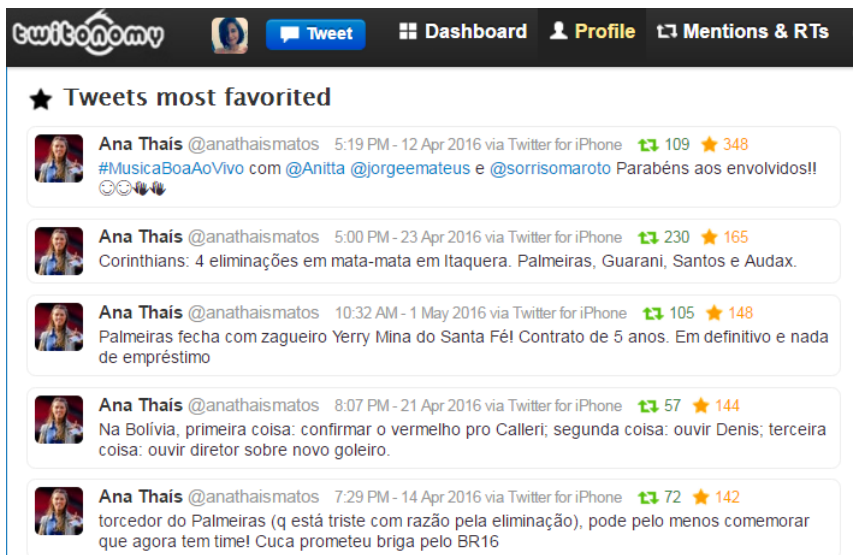 twitonomy
Tweet
Dashboard
Profile
Mentions & RTs
Tweets most favorited
Ana Thaís @anathaismatos 5:19 PM - 12 Apr 2016 via Twitter for iPhone 109 348
#MusicaBoaAoVivo com @Anitta @jorgeemateus e @sorrisomaroto Parabéns aos envolvidos!!
Ana Thaís @anathaismatos 5:00 PM - 23 Apr 2016 via Twitter for iPhone 230 165
Corinthians: 4 eliminações em mata-mata em Itaquera. Palmeiras, Guarani, Santos e Audax.
Ana Thaís @anathaismatos 10:32 AM - 1 May 2016 via Twitter for iPhone 105 148
Palmeiras fecha com zagueiro Yerry Mina do Santa Fé! Contrato de 5 anos. Em definitivo e nada
de empréstimo
Ana Thaís @anathaismatos 8:07 PM - 21 Apr 2016 via Twitter for iPhone 57 144
Na Bolívia, primeira coisa: confirmar o vermelho pro Calleri; segunda coisa: ouvir Denis; terceira
coisa: ouvir diretor sobre novo goleiro.
Ana Thaís @anathaismatos 7:29 PM - 14 Apr 2016 via Twitter for iPhone 72 142
torcedor do Palmeiras (q está triste com razão pela eliminação), pode pelo menos comemorar
que agora tem time! Cuca prometeu briga pelo BR16